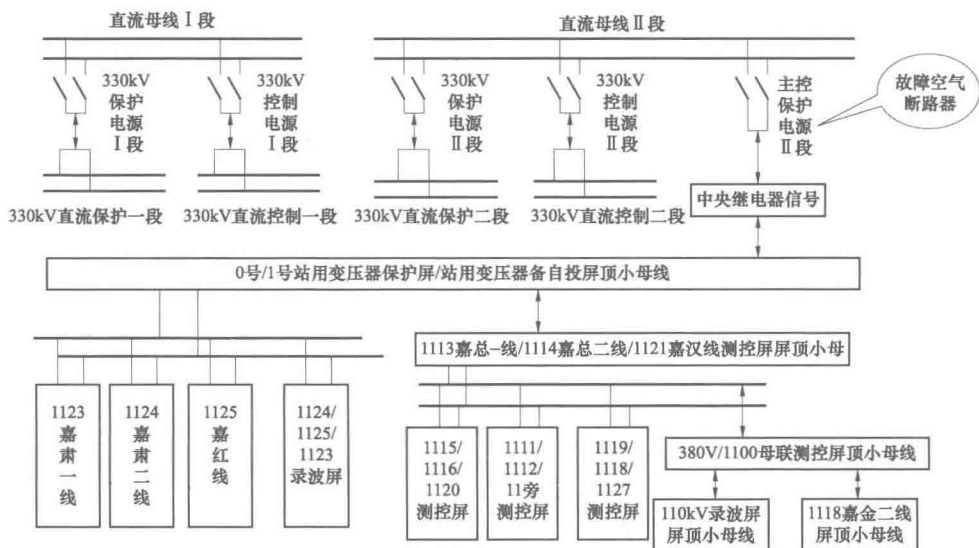 直流母线Ⅰ段
直流母线Ⅱ段
330kV
保护
电源
Ⅰ段
330kV
控制
电源
Ⅰ段
330kV
保护
电源
Ⅱ段
330kV
控制
电源
Ⅱ段
主控
保护
电源
Ⅱ段
故障空气
断路器
330kV直流保护一段
330kV直流控制一段
330kV直流保护二段
330kV直流控制二段
中央继电器信号
0号/1号站用变压器保护屏/站用变压器备自投屏顶小母线
1113嘉总-线/1114嘉总二线/1121嘉汉线测控屏屏顶小母
1123
嘉
肃
一
线
1124
嘉
肃
二
线
1125
嘉
红
线
1124/
1125/
1123
录波屏
1115/
1116/
1120
测控屏
1111/
1112/
11旁
测控屏
1119/
1118/
1127
测控屏
380V/1100母联测控屏顶小母线
110kV录波屏
屏顶小母线
1118嘉金二线
屏顶小母线